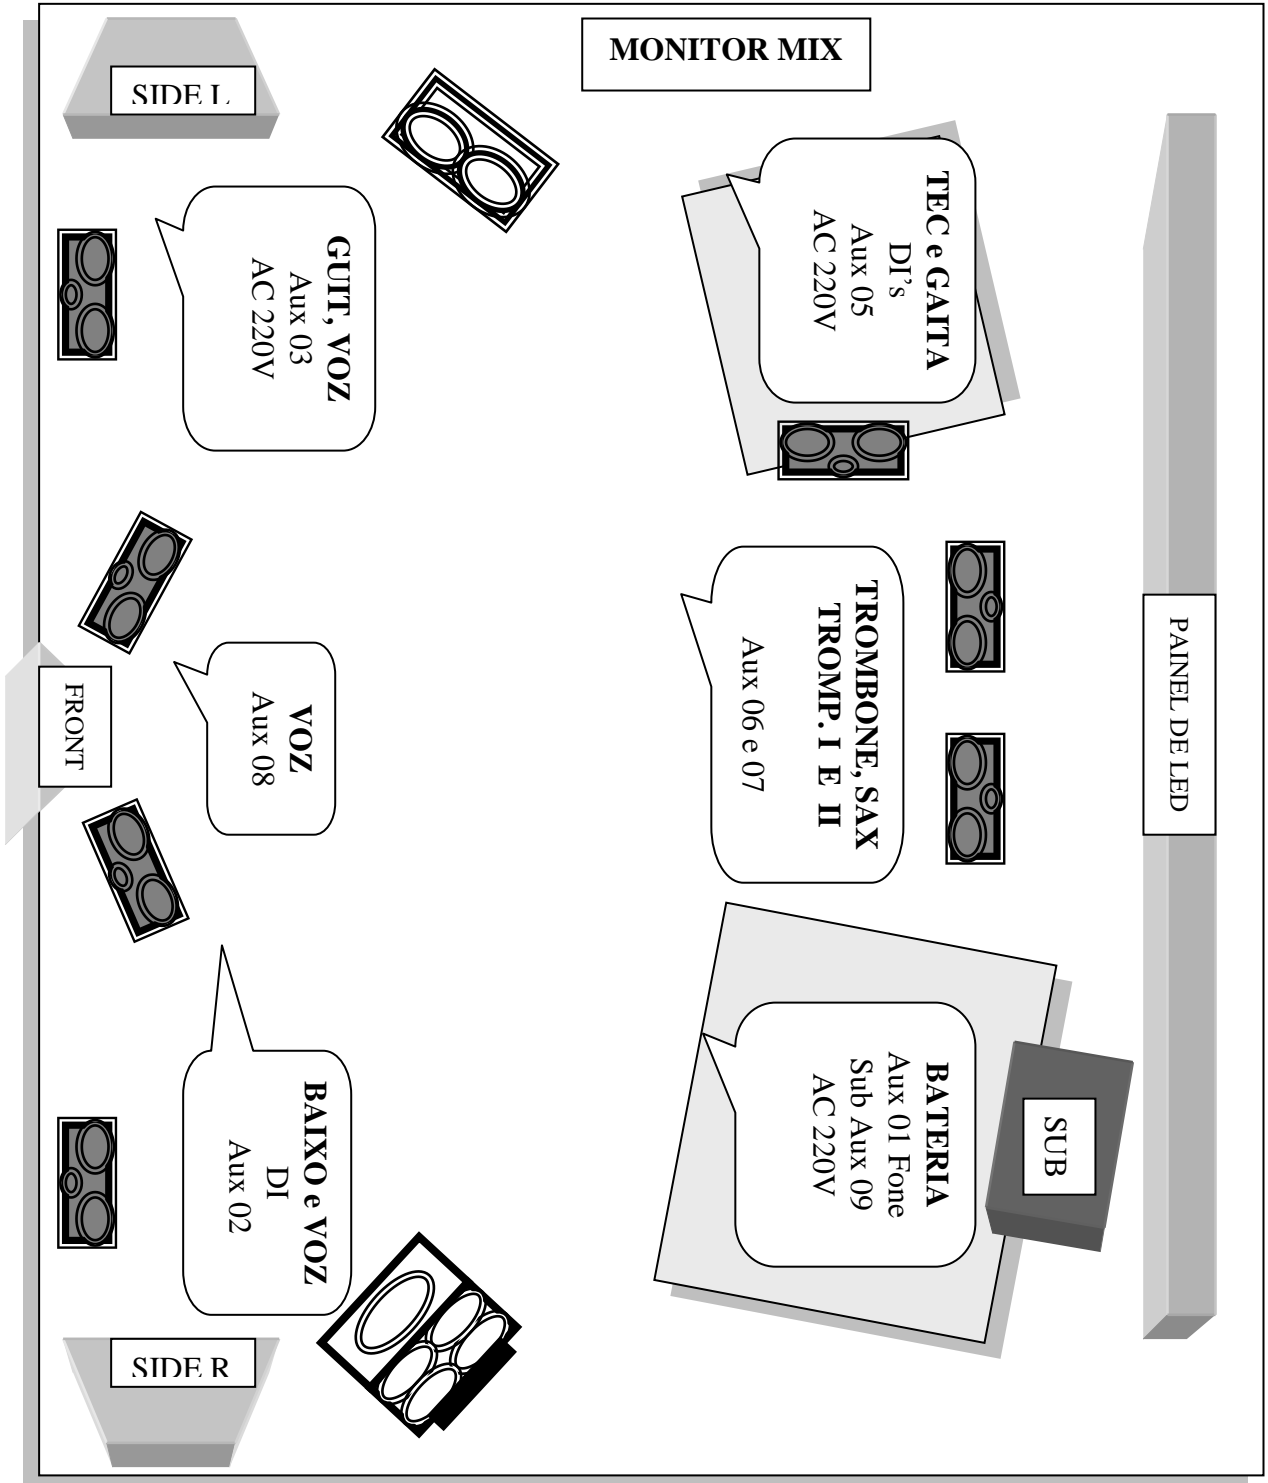 MONITOR MIX
SIDE L
TEC e GAITA
DI's
Aux 05
AC 220V
GUIT, VOZ
Aux 03
AC 220V
TROMBONE, SAX
TROMP. I E II
Aux 06 e 07
PAINEL DE LED
VOZ
Aux 08
FRONT
BATERIA
Aux 01 Fone
Sub Aux 09
AC 220V
SUB
BAIXO e VOZ
DI
Aux 02
SIDE R